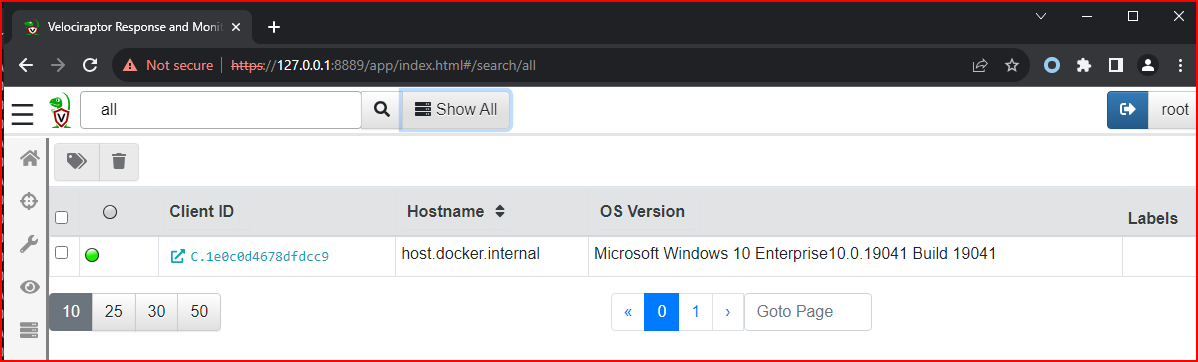 Velociraptor Response and Monit
Not secure https://127.0.0.1:8889/app/index.html#/search/all
all Show All root
Client ID Hostname OS Version Labels
C.1e0c0d4678dfdcc9 host.docker.internal Microsoft Windows 10 Enterprise10.0.19041 Build 19041
10 25 30 50 « 0 1 › Goto Page